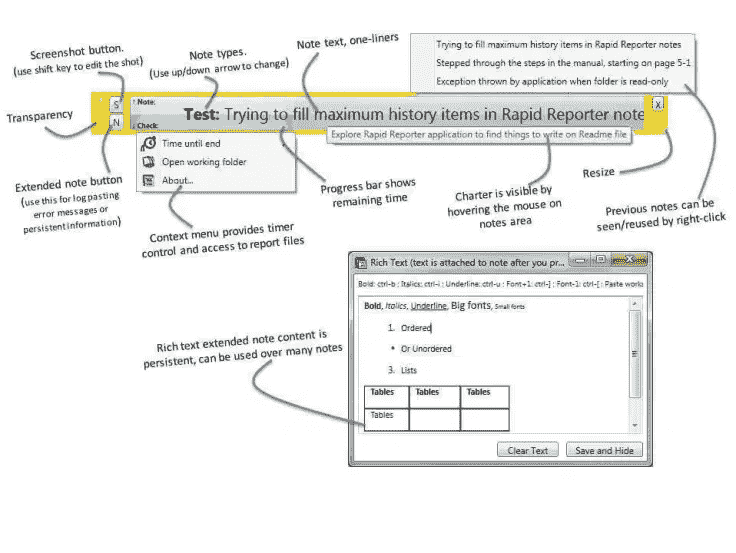 Screenshot button.
(use shift key to edit the shot)
Note types.
(Use up/down arrow to change)
Note text, one-liners
Trying to fill maximum history items in Rapid Reporter notes
Stepped through the steps in the manual, starting on page 5-1
Exception thrown by application when folder is read-only
Transparency
S
N
↑ Note:
Test: Trying to fill maximum history items in Rapid Reporter note
↓ Check:
X
Explore Rapid Reporter application to find things to write on Readme file
Time until end
Open working folder
About...
Extended note button
(use this for log pasting
error messages or
persistent information)
Context menu provides timer
control and access to report files
Progress bar shows
remaining time
Charter is visible by
hovering the mouse on
notes area
Resize
Previous notes can be
seen/reused by right-click
Rich Text (text is attached to note after you pr...
Bold: ctrl-b ; Italics: ctrl-i ; Underline: ctrl-u ; Font+1: ctrl-] ; Font-1: ctrl-[ ; Paste works
Bold, Italics, Underline, Big fonts, Small fonts
1. Ordered
• Or Unordered
3. Lists
Tables Tables Tables
Tables
Rich text extended note content is
persistent, can be used over many notes
Clear Text Save and Hide